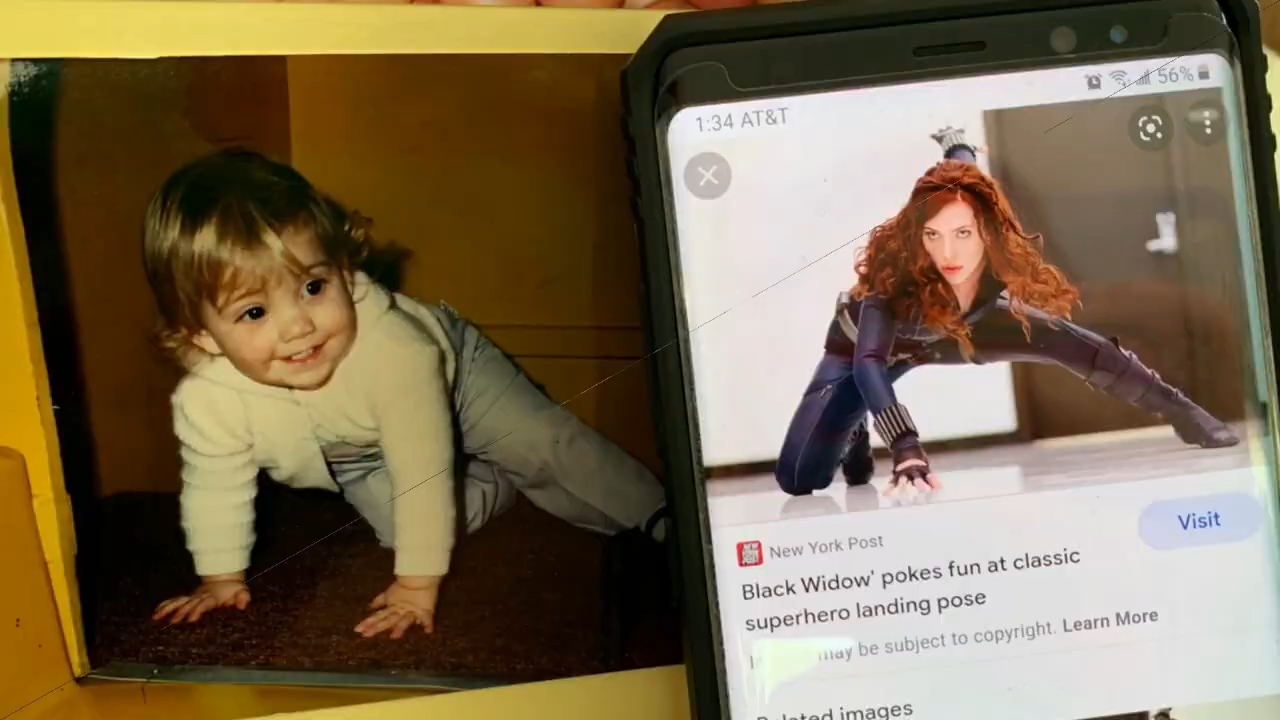 56%
1:34 AT&T
New York Post
Visit
Black Widow' pokes fun at classic
superhero landing pose
may be subject to copyright. Learn More
Related images